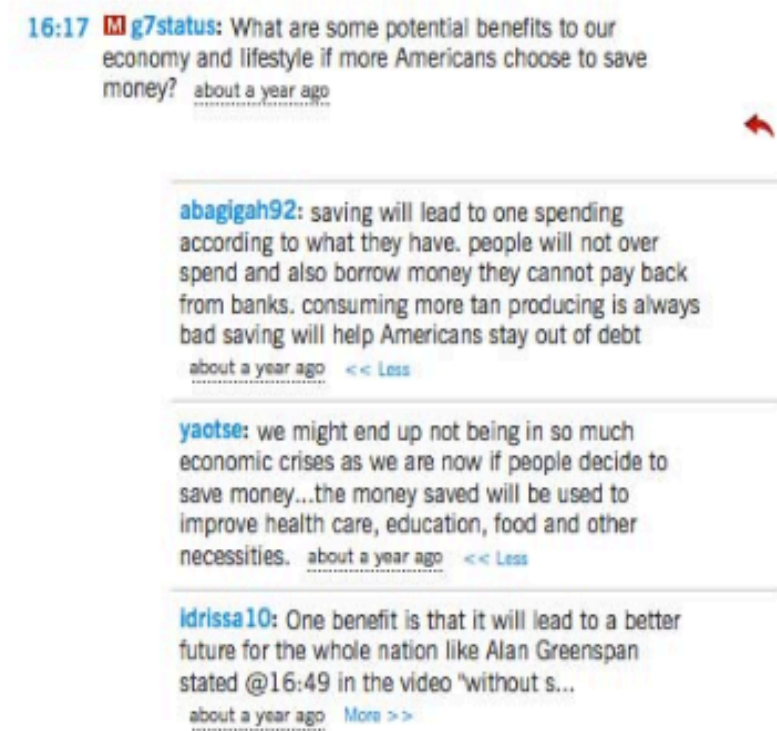 16:17 M g7status: What are some potential benefits to our
economy and lifestyle if more Americans choose to save
money? about a year ago
abagigah92: saving will lead to one spending
according to what they have. people will not over
spend and also borrow money they cannot pay back
from banks. consuming more tan producing is always
bad saving will help Americans stay out of debt
about a year ago << Less
yaotse: we might end up not being in so much
economic crises as we are now if people decide to
save money...the money saved will be used to
improve health care, education, food and other
necessities. about a year ago << Less
idrissa10: One benefit is that it will lead to a better
future for the whole nation like Alan Greenspan
stated @16:49 in the video "without s...
about a year ago More >>